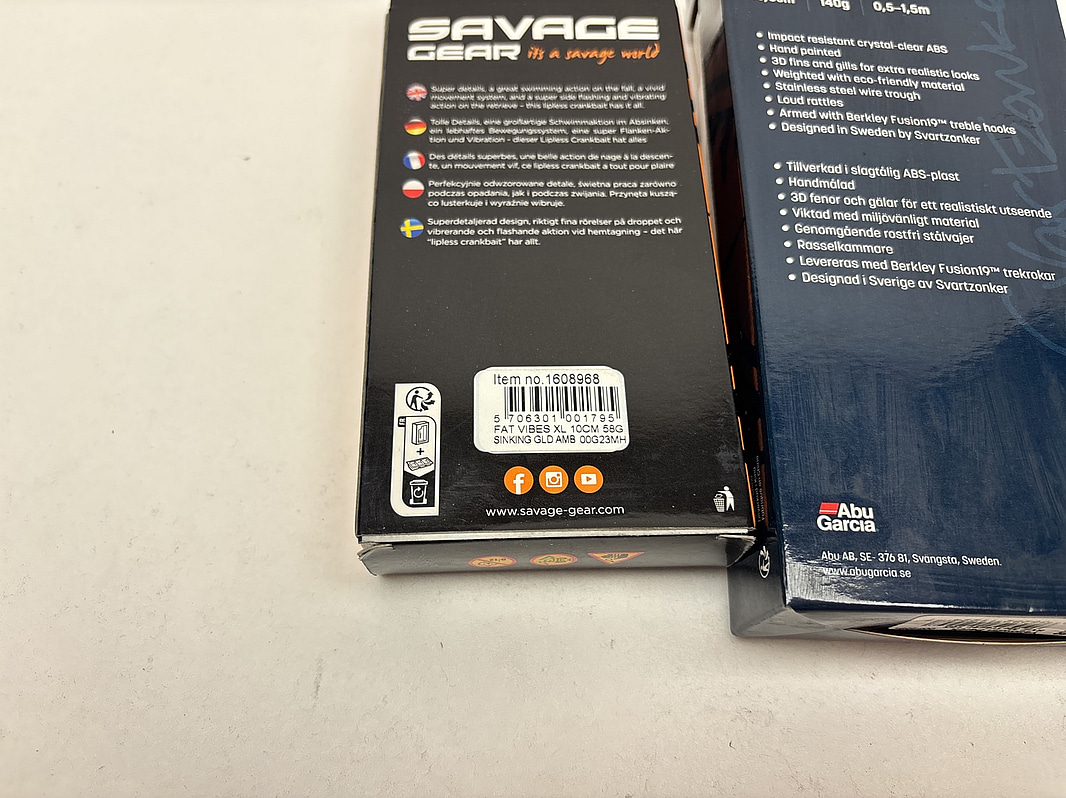 SAVAGE
GEAR it's a savage world
Super details, a great swimming action on the fall, a vivid
movement system, and a super side flashing and vibrating
action on the retrieve – this lipless crankbait has it all.
Tolle Details, eine großartige Schwimmaktion im Absinken,
ein lebhaftes Bewegungssystem, eine super Flanken-Ak-
tion und Vibration - dieser Lipless Crankbait hat alles
Des détails superbes, une belle action de nage à la descen-
te, un mouvement vif, ce lipless crankbait a tout pour plaire
Perfekcyjnie odwzorowane detale, świetna praca zarówno
podczas opadania, jak i podczas zwijania. Przynęta kuszą-
co lusterkuje i wyraźnie wibruje.
Superdetaljerad design, riktigt fina rörelser på droppet och
vibrerande och flashande aktion vid hemtagning – det här
"lipless crankbait" har allt.
Item no.1608968
5 706301 001795
FAT VIBES XL 10CM 58G
SINKING GLD AMB 00G23MH
FR
+
www.savage-gear.com
140g 0,5–1,5m
Impact resistant crystal-clear ABS
Hand painted
3D fins and gills for extra realistic looks
Weighted with eco-friendly material
Stainless steel wire trough
Loud rattles
Armed with Berkley Fusion19™ treble hooks
Designed in Sweden by Svartzonker
Tillverkad i slagtålig ABS-plast
Handmålad
3D fenor och gälar för ett realistiskt utseende
Viktad med miljövänligt material
Genomgående rostfri stålvajer
Rasselkammare
Levereras med Berkley Fusion19™ trekrokar
Designad i Sverige av Svartzonker
Svartzonker
Abu
Garcia
Abu AB, SE- 376 81, Svängsta, Sweden.
www.abugarcia.se